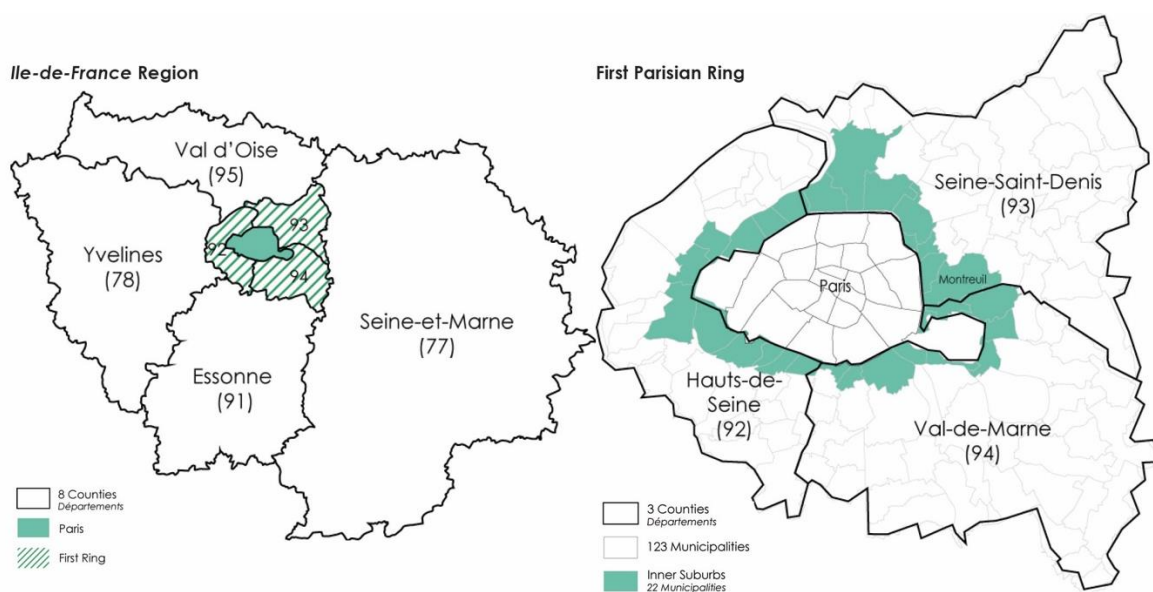 Ile-de-France Region
Val d'Oise
(95)
93
92
94
Yvelines
(78)
Seine-et-Marne
(77)
Essonne
(91)
8 Counties
Départements
Paris
First Ring
First Parisian Ring
Seine-Saint-Denis
(93)
Montreuil
Paris
Hauts-de-
Seine
(92)
Val-de-Marne
(94)
3 Counties
Départements
123 Municipalities
Inner Suburbs
22 Municipalities